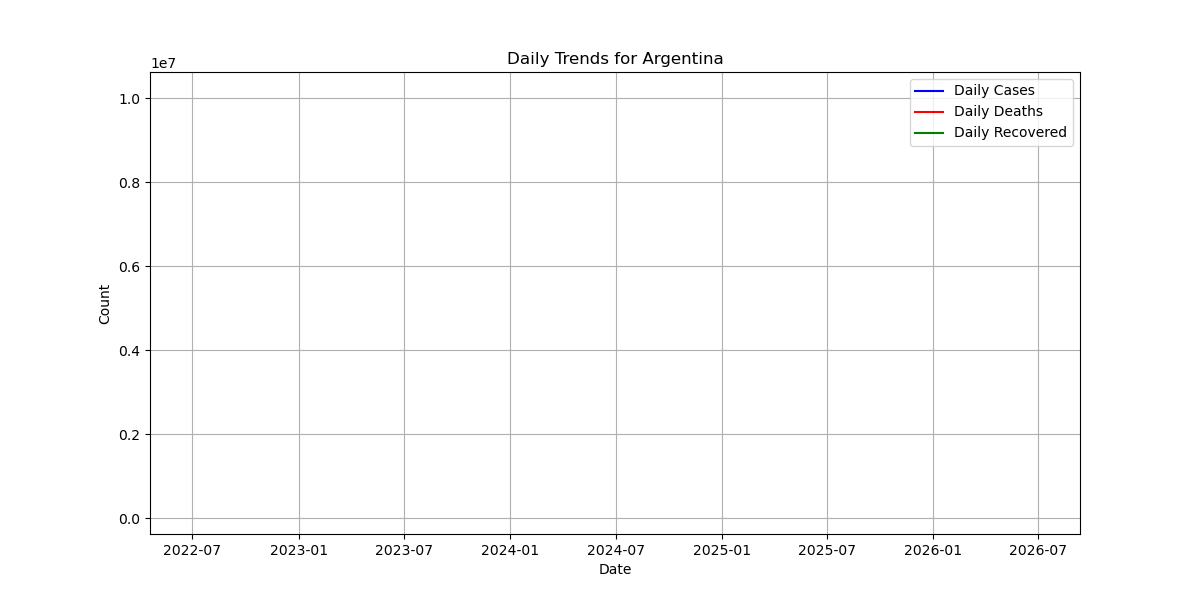 Daily Trends for Argentina
1e7
1.0
0.8
0.6
0.4
0.2
0.0
Count
Daily Cases
Daily Deaths
Daily Recovered
2022-07 2023-01 2023-07 2024-01 2024-07 2025-01 2025-07 2026-01 2026-07
Date